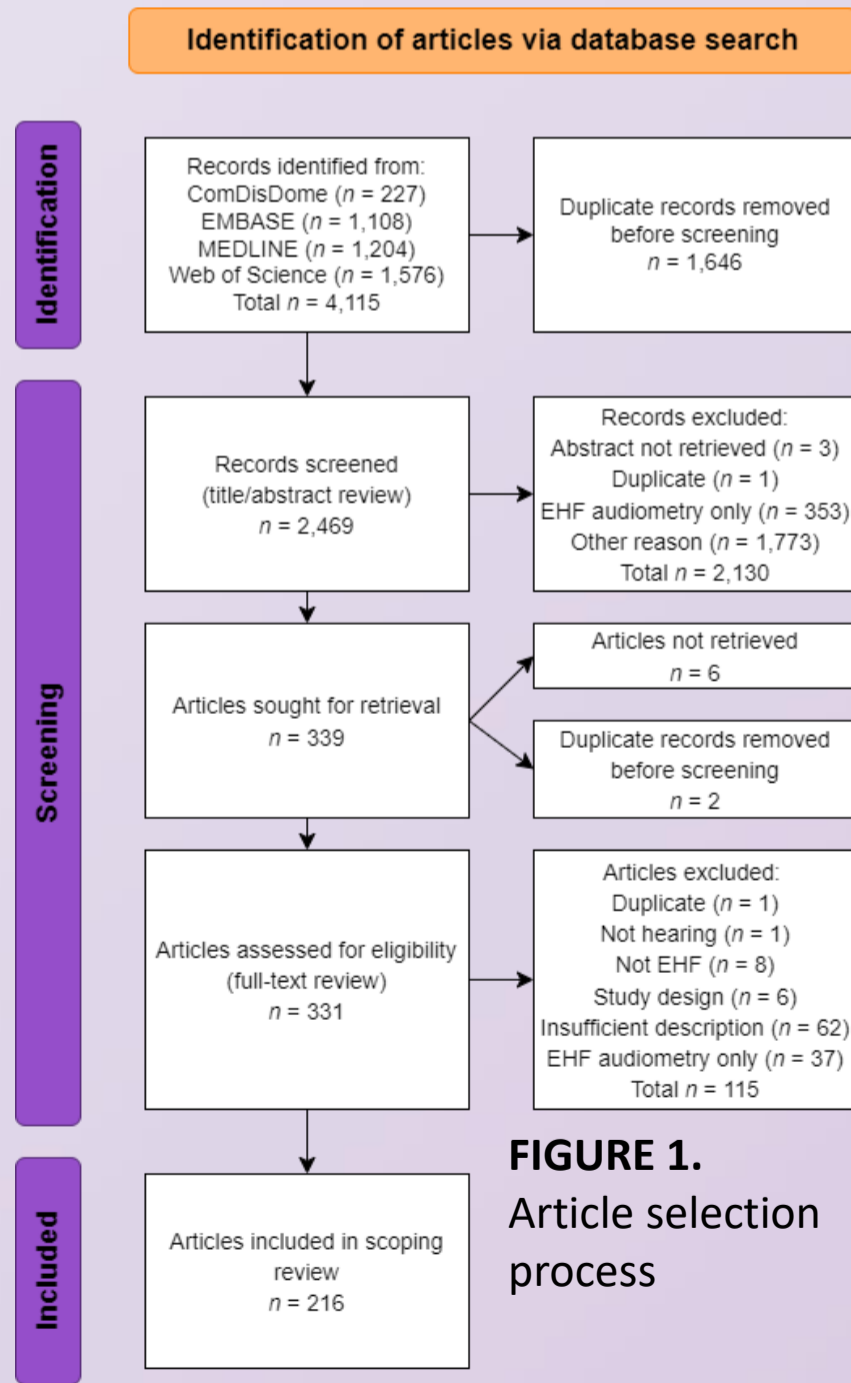 Identification of articles via database search
Identification
Records identified from:
ComDisDome (n = 227)
EMBASE (n = 1,108)
MEDLINE (n = 1,204)
Web of Science (n = 1,576)
Total n = 4,115
Duplicate records removed
before screening
n = 1,646
Screening
Records screened
(title/abstract review)
n = 2,469
Records excluded:
Abstract not retrieved (n = 3)
Duplicate (n = 1)
EHF audiometry only (n = 353)
Other reason (n = 1,773)
Total n = 2,130
Articles sought for retrieval
n = 339
Articles not retrieved
n = 6
Duplicate records removed
before screening
n = 2
Articles assessed for eligibility
(full-text review)
n = 331
Articles excluded:
Duplicate (n = 1)
Not hearing (n = 1)
Not EHF (n = 8)
Study design (n = 6)
Insufficient description (n = 62)
EHF audiometry only (n = 37)
Total n = 115
Included
Articles included in scoping
review
n = 216
FIGURE 1.
Article selection
process